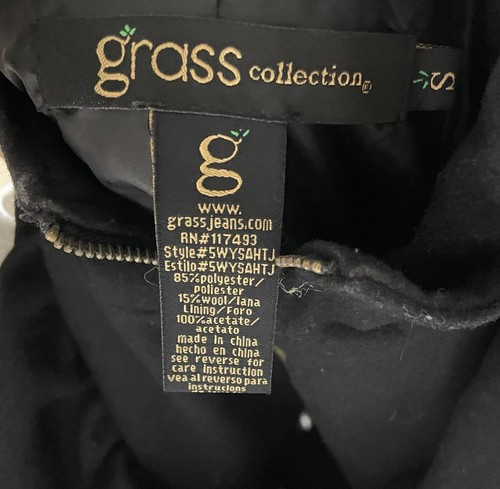 grass collection
S
g
www.
grassjeans.com
RN#117493
Style#5WYSAHTJ
Estilo#5WYSAHTJ
85%polyester/
poliester
15%wool/lana
Lining/Foro
100%acetate/
acetato
made in china
hecho en china
see reverse for
care instruction
vea al reverso para
instrucions